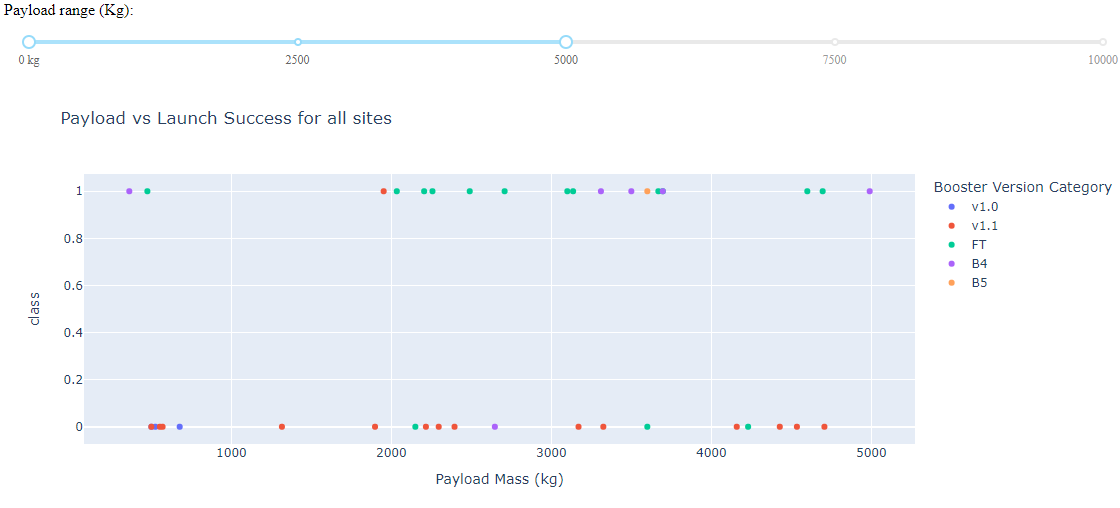 Payload range (Kg):
0 kg 2500 5000 7500 10000
Payload vs Launch Success for all sites
1
0.8
0.6
0.4
0.2
0
class
1000 2000 3000 4000 5000
Payload Mass (kg)
Booster Version Category
v1.0
v1.1
FT
B4
B5